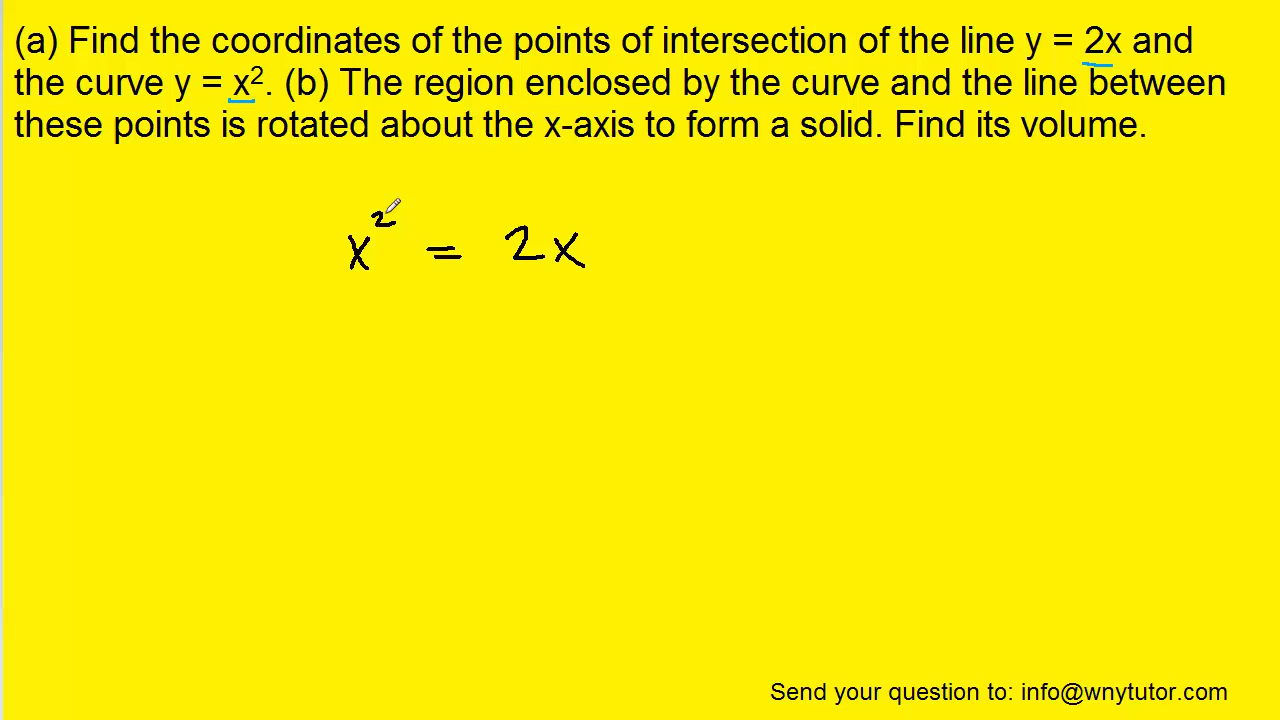 (a) Find the coordinates of the points of intersection of the line y = 2x and
the curve y = x². (b) The region enclosed by the curve and the line between
these points is rotated about the x-axis to form a solid. Find its volume.
x² = 2x
Send your question to: info@wnytutor.com